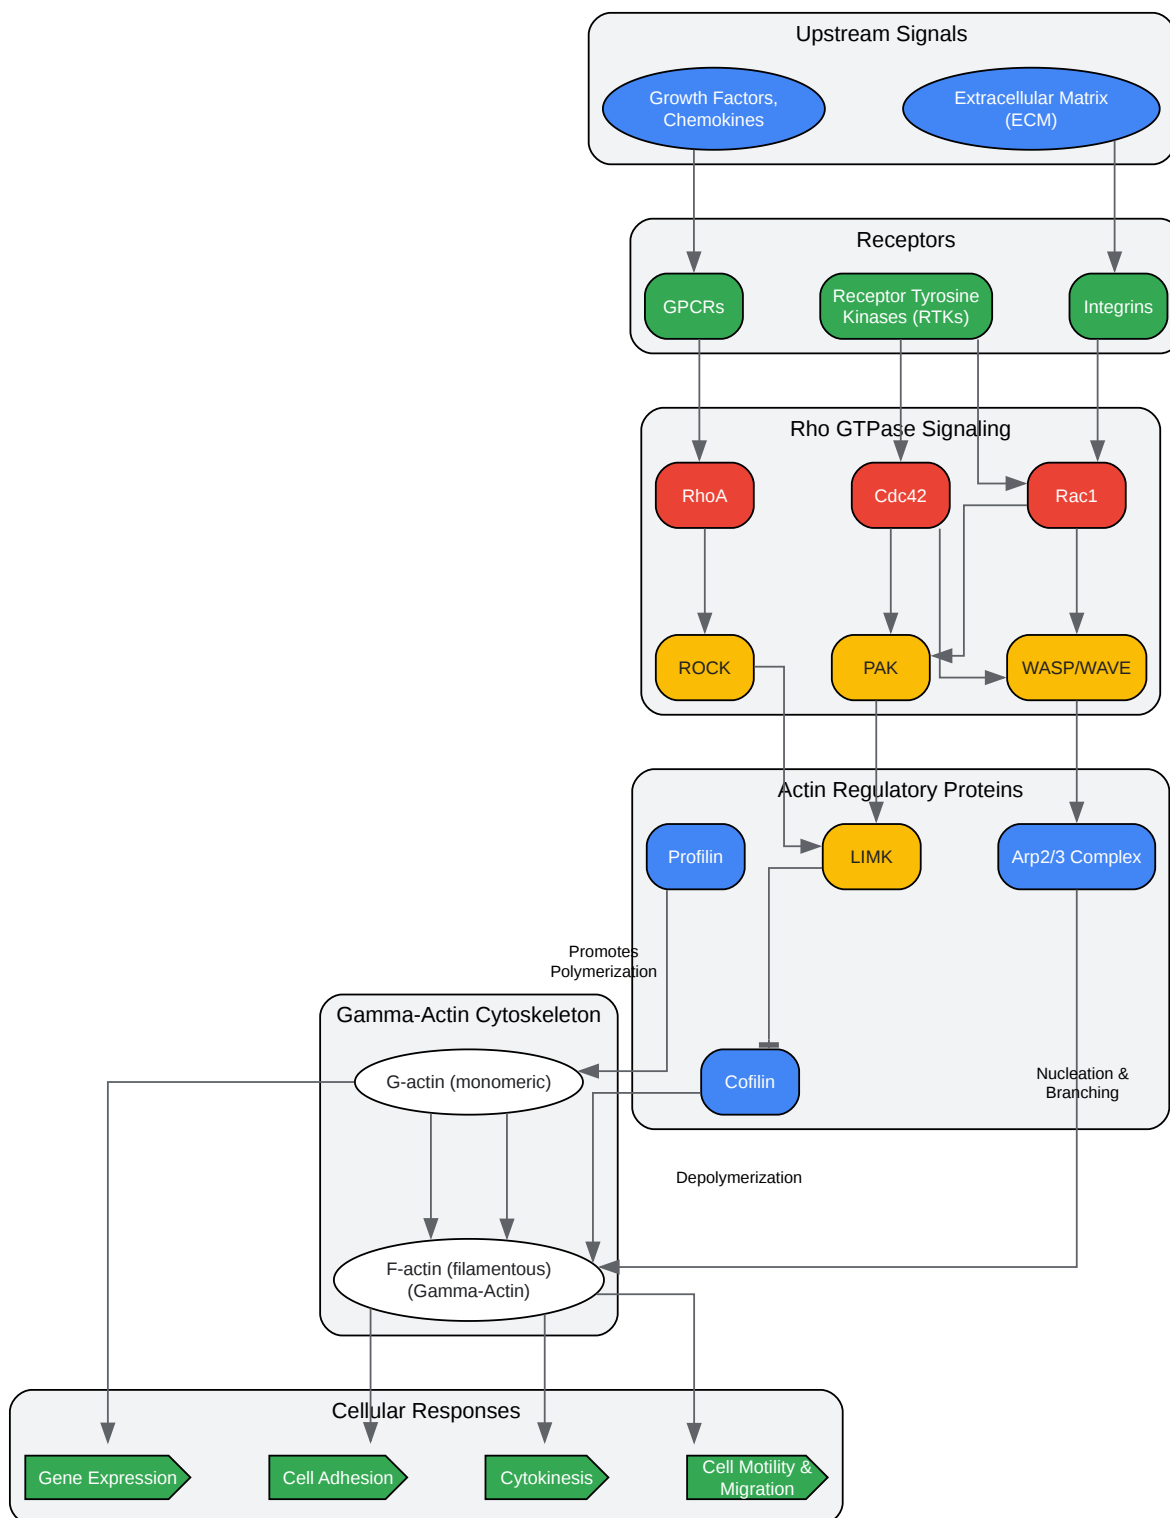 Upstream Signals
Growth Factors,
Chemokines
Extracellular Matrix
(ECM)
Receptors
GPCRs
Receptor Tyrosine
Kinases (RTKs)
Integrins
Rho GTPase Signaling
RhoA
Cdc42
Rac1
ROCK
PAK
WASP/WAVE
Actin Regulatory Proteins
Profilin
LIMK
Arp2/3 Complex
Promotes
Polymerization
Gamma-Actin Cytoskeleton
G-actin (monomeric)
Cofilin
Nucleation &
Branching
Depolymerization
F-actin (filamentous)
(Gamma-Actin)
Cellular Responses
Gene Expression
Cell Adhesion
Cytokinesis
Cell Motility &
Migration